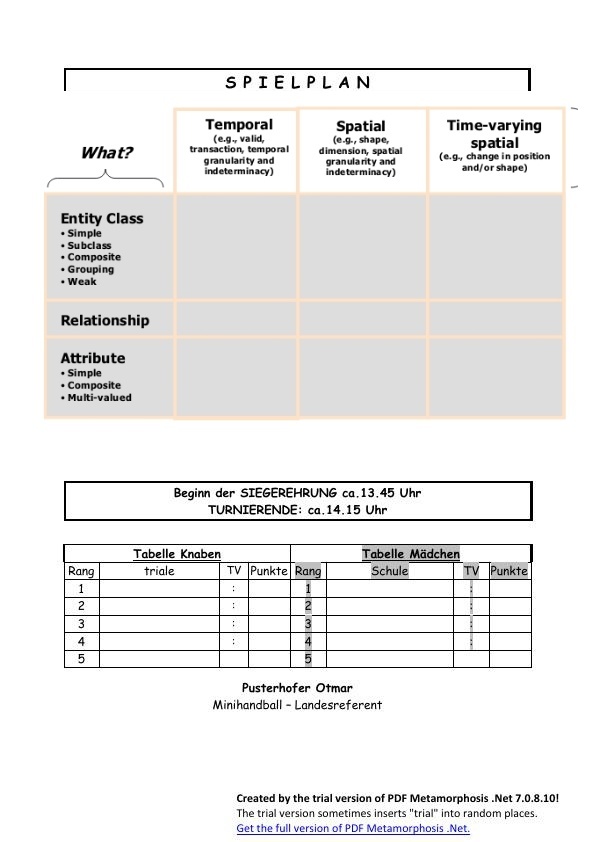 S P I E L P L A N
What?
Temporal
(e.g., valid,
transaction, temporal
granularity and
indeterminacy)
Spatial
(e.g., shape,
dimension, spatial
granularity and
indeterminacy)
Time-varying
spatial
(e.g., change in position
and/or shape)
Entity Class
• Simple
• Subclass
• Composite
• Grouping
• Weak
Relationship
Attribute
• Simple
• Composite
• Multi-valued
Beginn der SIEGEREHRUNG ca.13.45 Uhr
TURNIERENDE: ca.14.15 Uhr
Tabelle Knaben Tabelle Mädchen
Rang triale TV Punkte Rang Schule TV Punkte
1 : 1 :
2 : 2 :
3 : 3 :
4 : 4 :
5 5
Pusterhofer Otmar
Minihandball – Landesreferent
Created by the trial version of PDF Metamorphosis .Net 7.0.8.10!
The trial version sometimes inserts "trial" into random places.
Get the full version of PDF Metamorphosis .Net.